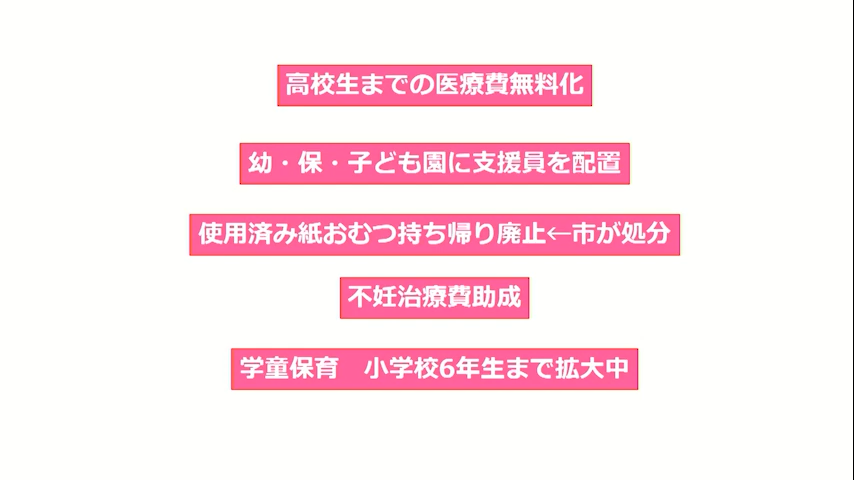 高校生までの医療費無料化
幼・保・子ども園に支援員を配置
使用済み紙おむつ持ち帰り廃止←市が処分
不妊治療費助成
学童保育　小学校6年生まで拡大中